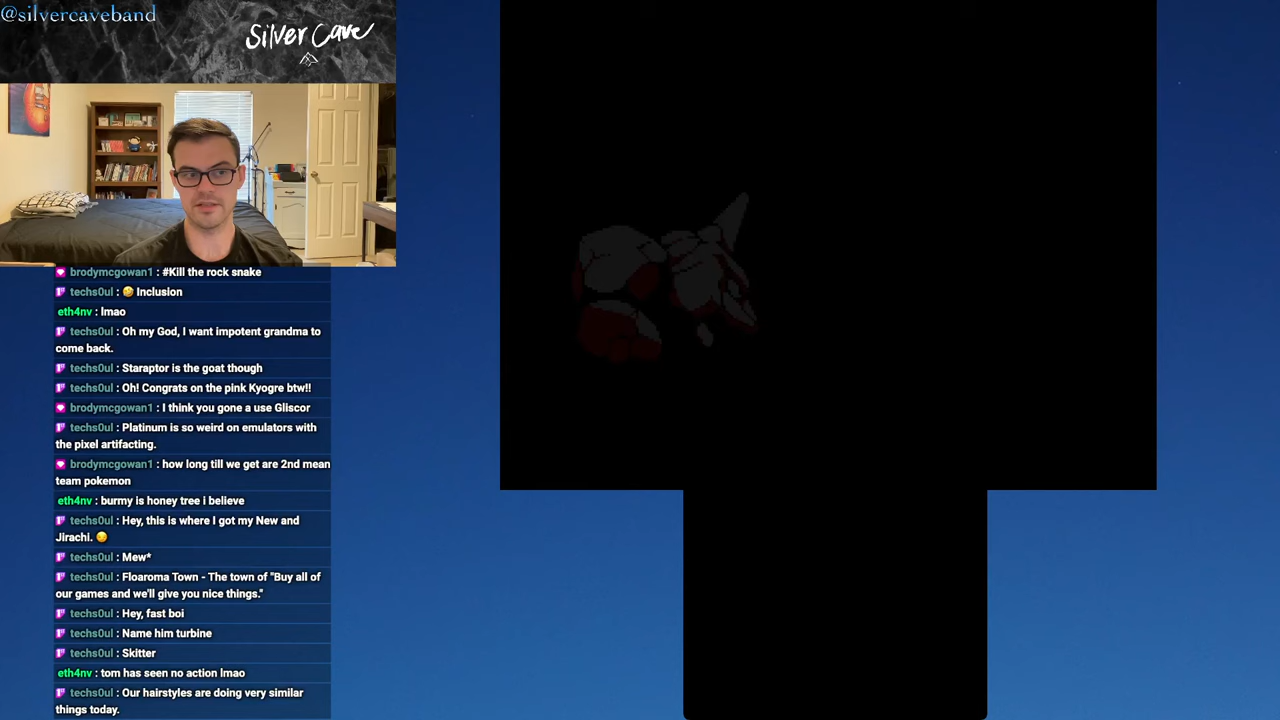 @silvercaveband
Silver Cave
brodymcgowan1 : #Kill the rock snake
techs0ul : 🤣 Inclusion
eth4nv : lmao
techs0ul : Oh my God, I want impotent grandma to
come back.
techs0ul : Staraptor is the goat though
techs0ul : Oh! Congrats on the pink Kyogre btw!!
brodymcgowan1 : I think you gone a use Gliscor
techs0ul : Platinum is so weird on emulators with
the pixel artifacting.
brodymcgowan1 : how long till we get are 2nd mean
team pokemon
eth4nv : burmy is honey tree i believe
techs0ul : Hey, this is where I got my New and
Jirachi. 😏
techs0ul : Mew*
techs0ul : Floaroma Town - The town of "Buy all of
our games and we'll give you nice things."
techs0ul : Hey, fast boi
techs0ul : Name him turbine
techs0ul : Skitter
eth4nv : tom has seen no action lmao
techs0ul : Our hairstyles are doing very similar
things today.